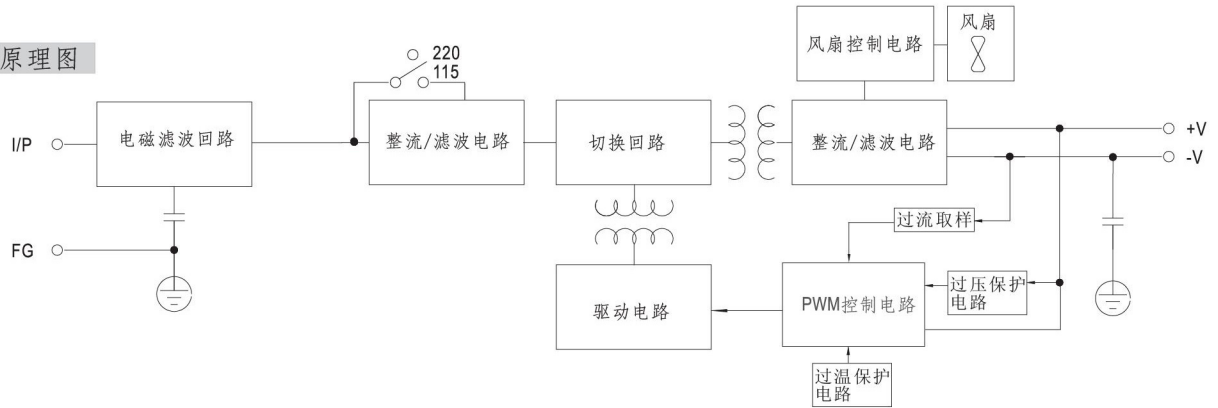 原理图
220
115
风扇控制电路
风扇
I/P
电磁滤波回路
整流/滤波电路
切换回路
整流/滤波电路
+V
-V
过流取样
FG
驱动电路
PWM控制电路
过压保护
电路
过温保护
电路